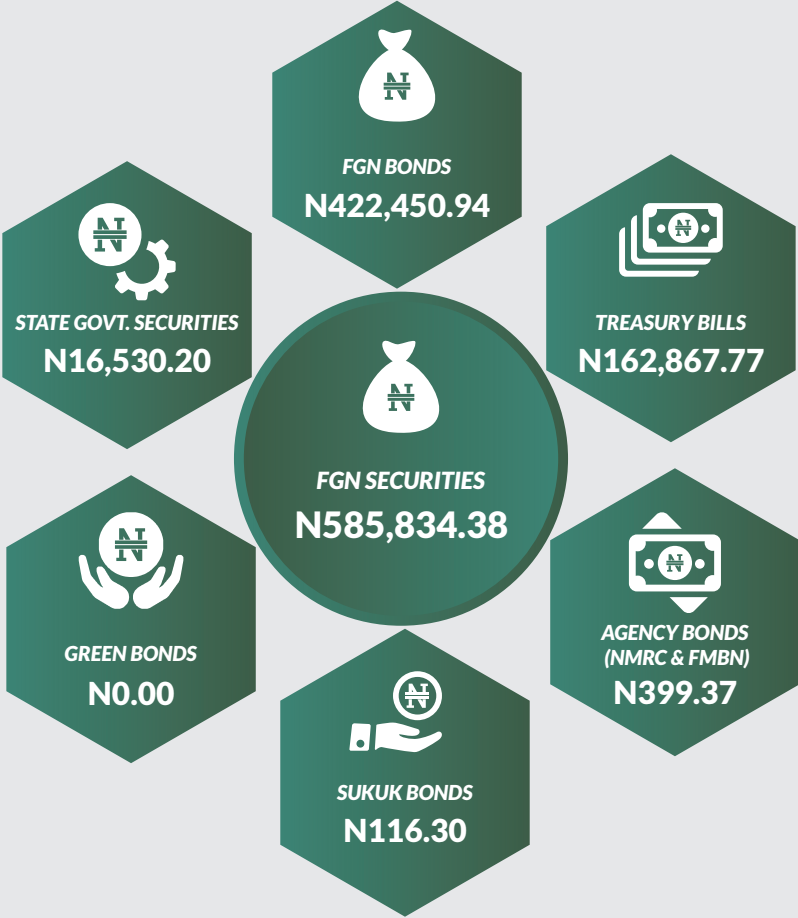 FGN BONDS
N422,450.94
STATE GOVT. SECURITIES
N16,530.20
TREASURY BILLS
N162,867.77
FGN SECURITIES
N585,834.38
GREEN BONDS
N0.00
AGENCY BONDS
(NMRC & FMBN)
N399.37
SUKUK BONDS
N116.30